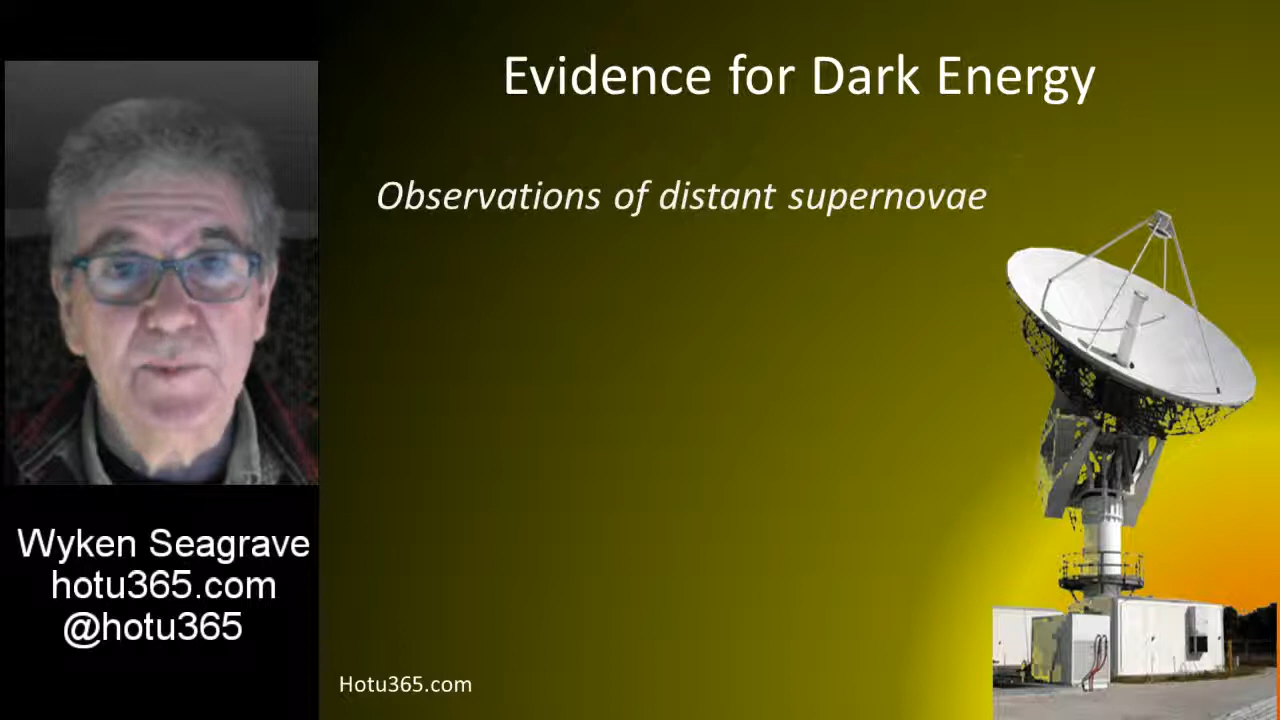 Evidence for Dark Energy
Observations of distant supernovae
Wyken Seagrave
hotu365.com
@hotu365
Hotu365.com